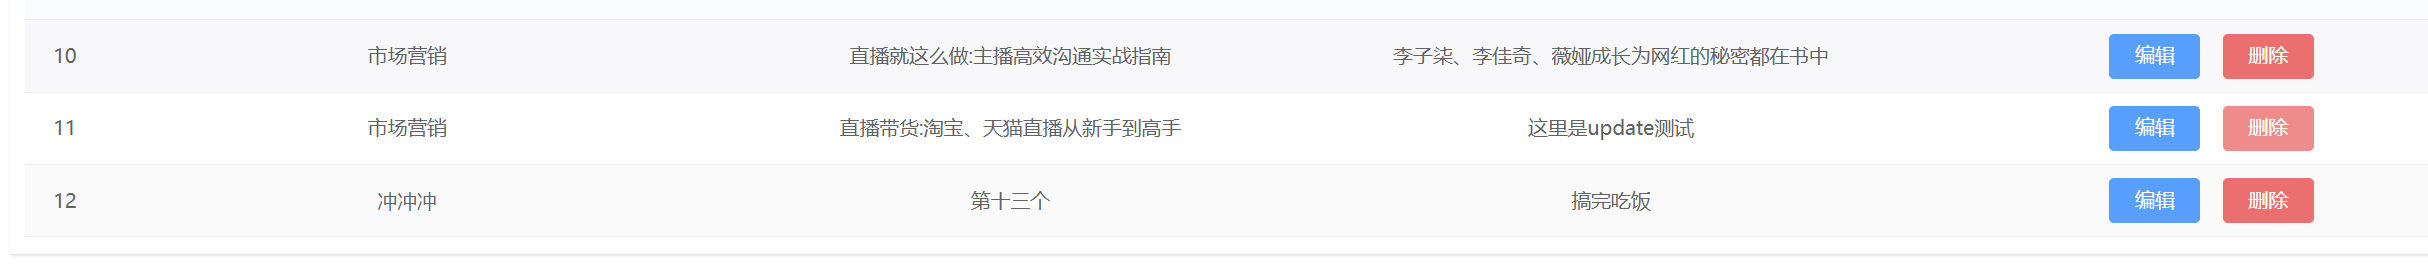 10 市场营销 直播就这么做:主播高效沟通实战指南 李子柒、李佳奇、薇娅成长为网红的秘密都在书中 编辑 删除
11 市场营销 直播带货:淘宝、天猫直播从新手到高手 这里是update测试 编辑 删除
12 冲冲冲 第十三个 搞完吃饭 编辑 删除